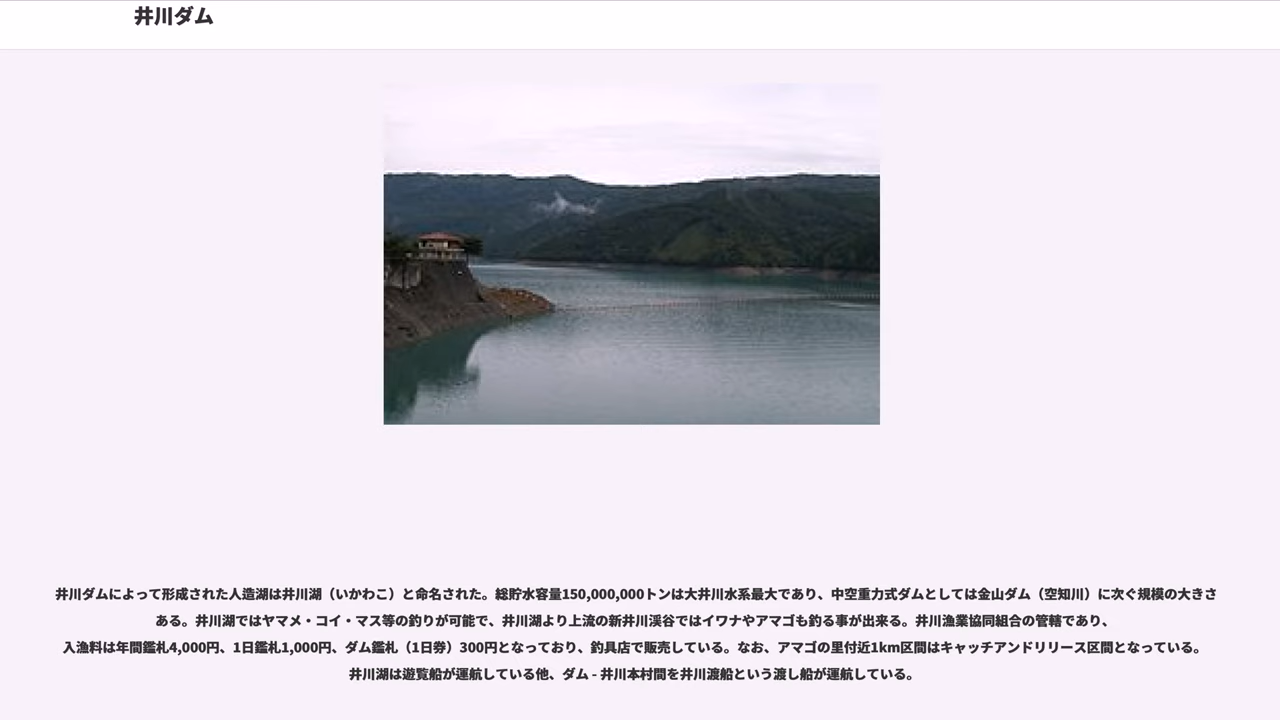 井川ダム
井川ダムによって形成された人造湖は井川湖（いかわこ）と命名された。総貯水容量150,000,000トンは大井川水系最大であり、中空重力式ダムとしては金山ダム（空知川）に次ぐ規模の大きさ
ある。井川湖ではヤマメ・コイ・マス等の釣りが可能で、井川湖より上流の新井川渓谷ではイワナやアマゴも釣る事が出来る。井川漁業協同組合の管轄であり、
入漁料は年間鑑札4,000円、1日鑑札1,000円、ダム鑑札（1日券）300円となっており、釣具店で販売している。なお、アマゴの里付近1km区間はキャッチアンドリリース区間となっている。
井川湖は遊覧船が運航している他、ダム - 井川本村間を井川渡船という渡し船が運航している。